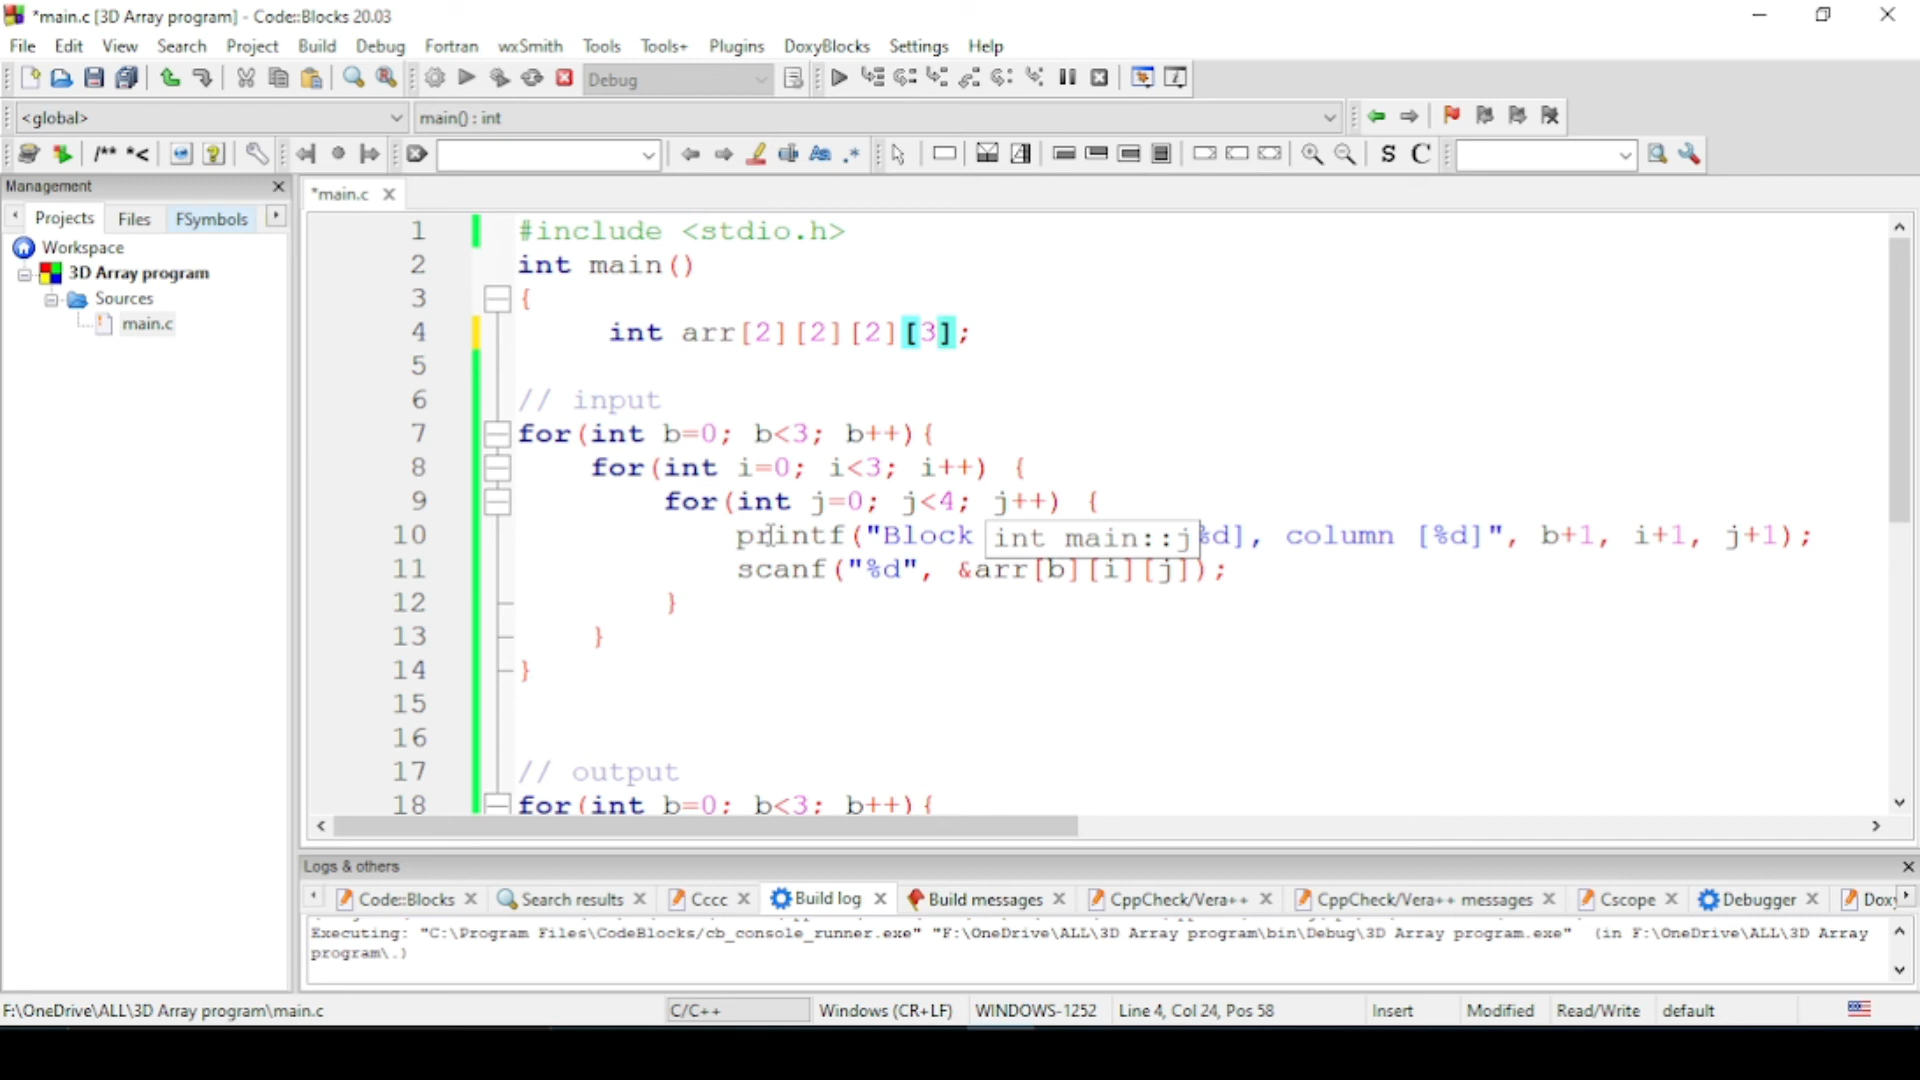 *main.c [3D Array program] - Code::Blocks 20.03
File Edit View Search Project Build Debug Fortran wxSmith Tools Tools+ Plugins DoxyBlocks Settings Help
Debug
<global> main() : int
/** *< Aa .* S C
Management
*main.c
Projects Files FSymbols
Workspace
3D Array program
Sources
main.c
1 #include <stdio.h>
2 int main()
3 {
4 int arr[2][2][2][3];
5
6 // input
7 for(int b=0; b<3; b++){
8 for(int i=0; i<3; i++) {
9 for(int j=0; j<4; j++) {
10 printf("Block int main::j %d], column [%d]", b+1, i+1, j+1);
11 scanf("%d", &arr[b][i][j]);
12 }
13 }
14 }
15
16
17 // output
18 for(int b=0; b<3; b++){
Logs & others
Code::Blocks Search results Cccc Build log Build messages CppCheck/Vera++ CppCheck/Vera++ messages Cscope Debugger Doxy
Executing: "C:\Program Files\CodeBlocks/cb_console_runner.exe" "F:\OneDrive\ALL\3D Array program\bin\Debug\3D Array program.exe" (in F:\OneDrive\ALL\3D Array
program\.)
F:\OneDrive\ALL\3D Array program\main.c C/C++ Windows (CR+LF) WINDOWS-1252 Line 4, Col 24, Pos 58 Insert Modified Read/Write default